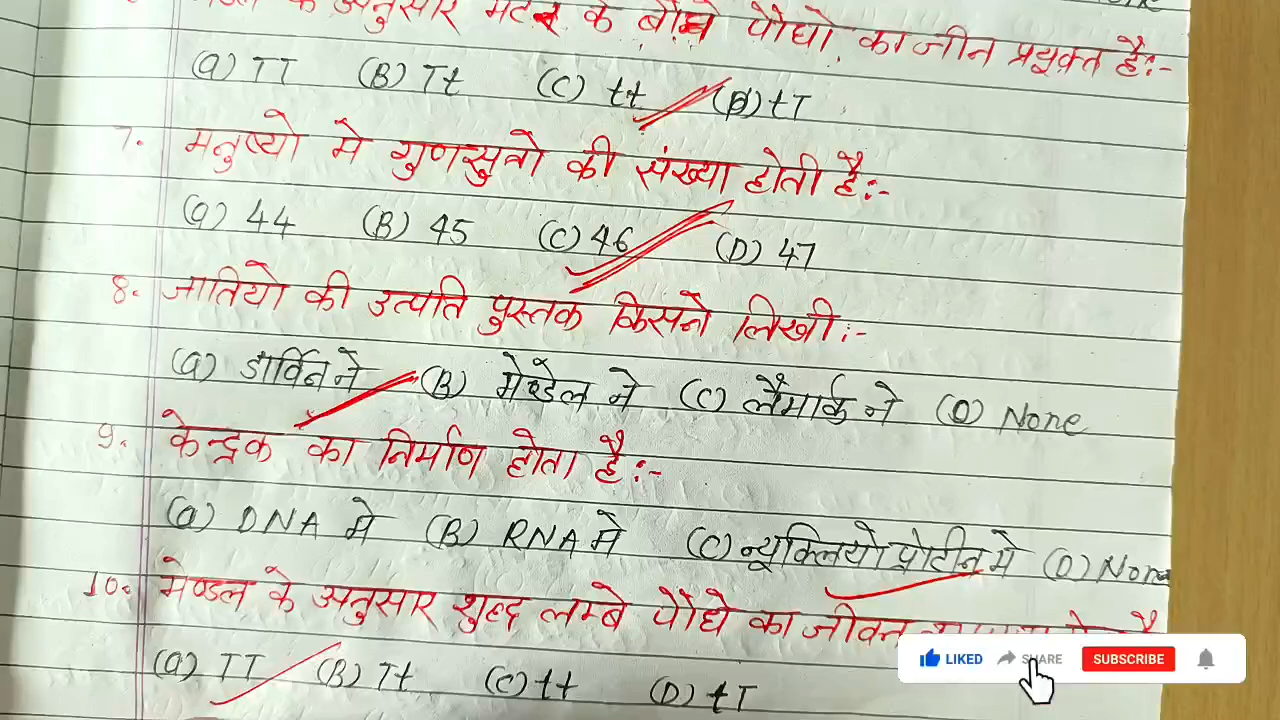 के अनुसार मटर के बौने पौधो का जीन प्रयूक्त है:-
(a) TT (B) Tt (C) tt (D) tT
7. मनुष्यो मे गुणसुत्रो की संख्या होती है:-
(a) 44 (B) 45 (C) 46 (D) 47
8. जातियो की उत्पति पुस्तक किसने लिखी:-
(a) डार्विन ने (B) मेण्डेल ने (C) लैमार्क ने (D) None
9. केन्द्रक का निर्माण होता है:-
(a) DNA मे (B) RNA मे (C) न्यूक्लियो प्रोटीन मे (D) None
10. मेण्डल के अनुसार शुद्ध लम्बे पौधे का जीवन
(a) TT (B) Tt (C) tt (D) tT
LIKED SHARE SUBSCRIBE